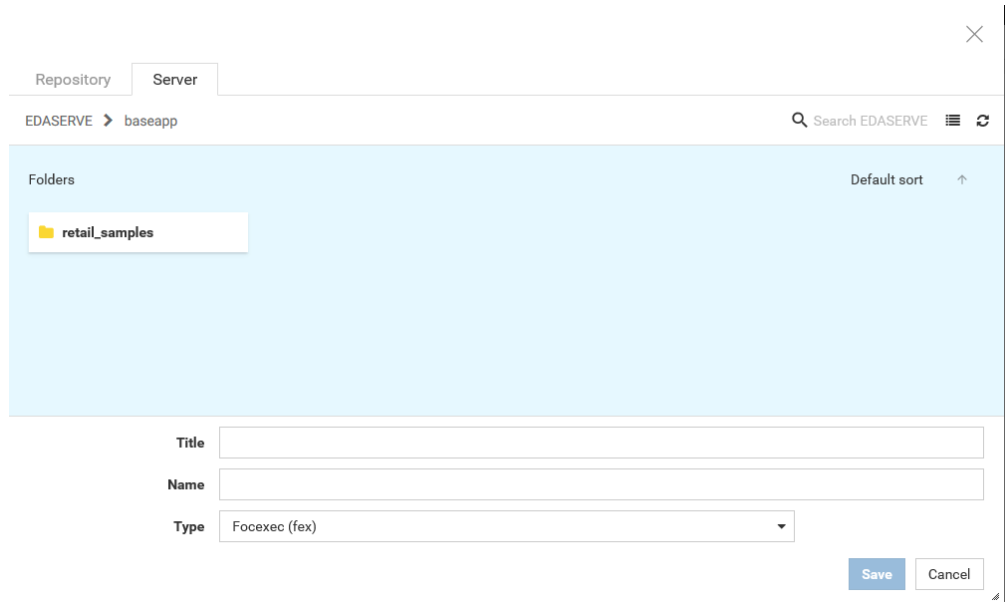 Repository Server
EDASERVE baseapp Search EDASERVE
Folders Default sort
retail_samples
Title
Name
Type Focexec (fex)
Save Cancel